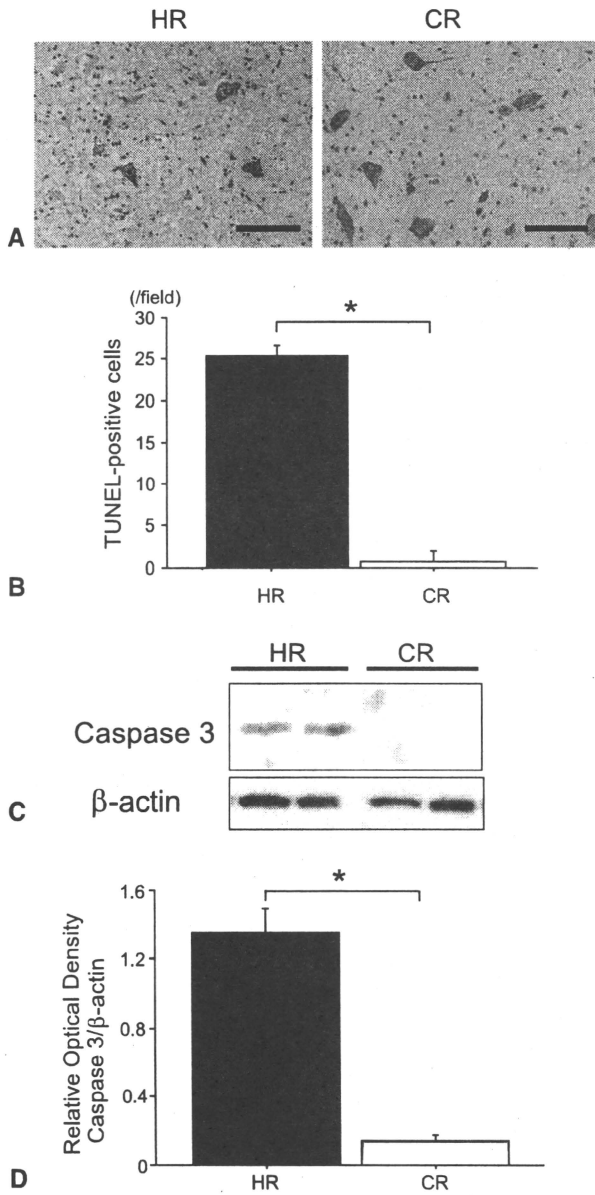 HR CR
A
(/field)
*
30
25
20
15
10
5
0
TUNEL-positive cells
HR CR
B
HR CR
Caspase 3
β-actin
C
*
1.6
1.2
0.8
0.4
0
Relative Optical Density
Caspase 3/β-actin
HR CR
D